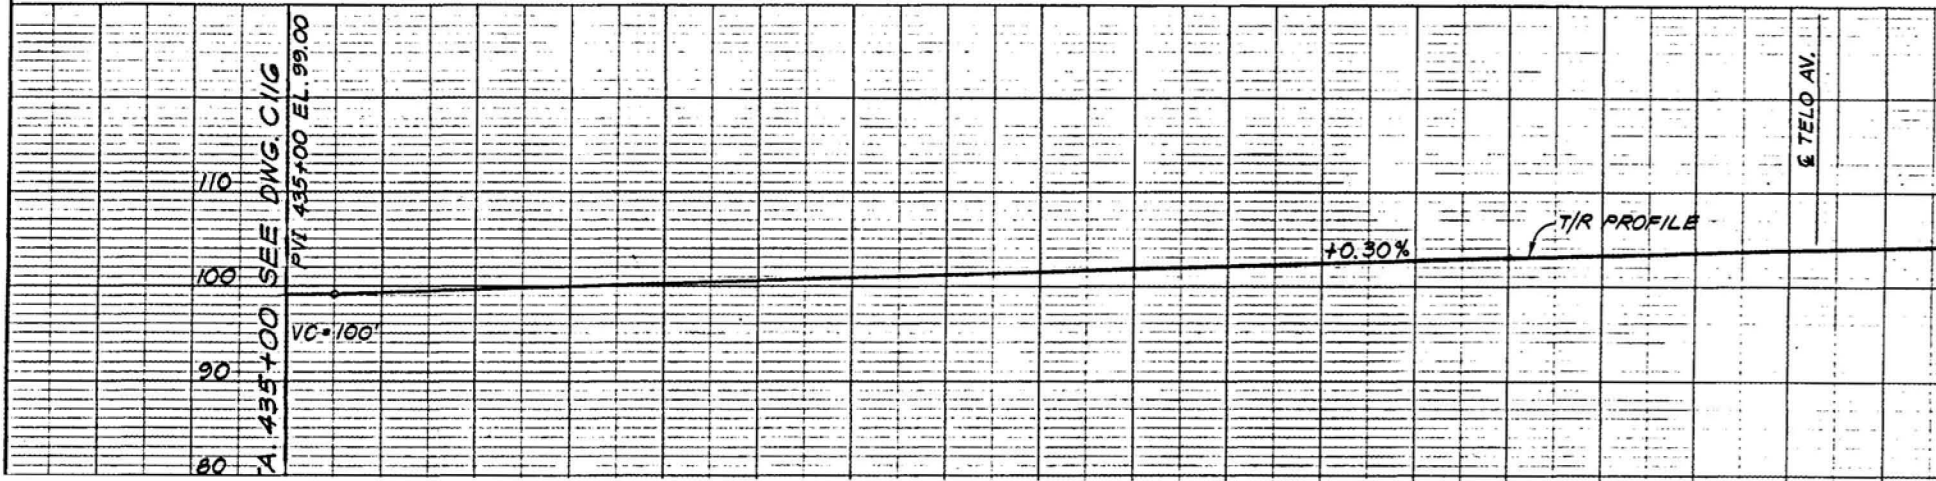 110
100
90
80
A. 435+00 SEE DWG. C116
PVI 435+00 EL. 99.00
VC=100'
+0.30%
T/R PROFILE
℄ TELO AV.